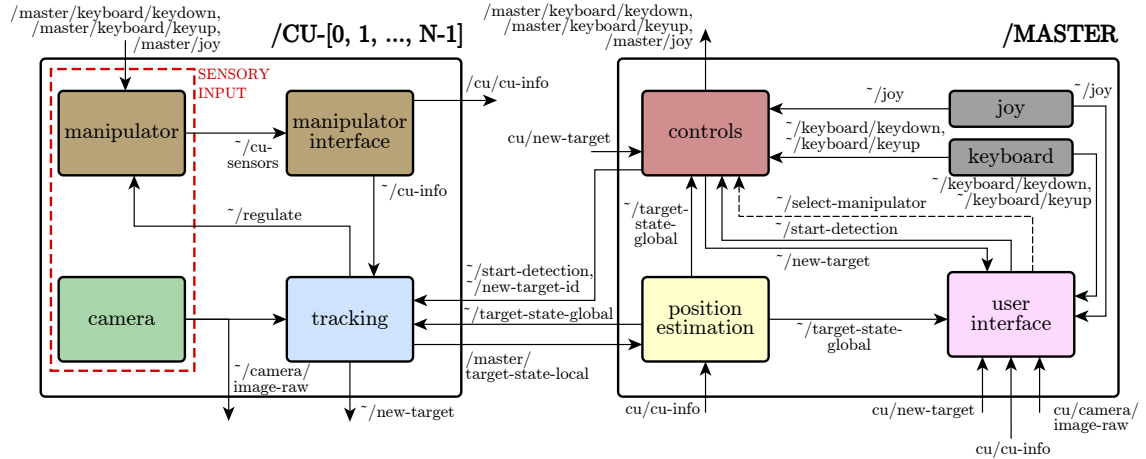 /master/keyboard/keydown,
/master/keyboard/keyup,
/master/joy
/CU-[0, 1, ..., N-1]
SENSORY
INPUT
manipulator
~/cu-
sensors
manipulator
interface
/cu/cu-info
~/cu-info
~/regulate
camera
~/camera/
image-raw
tracking
~/new-target
/master/keyboard/keydown,
/master/keyboard/keyup,
/master/joy
/MASTER
cu/new-target
controls
~/joy
joy
~/joy
~/keyboard/keydown,
~/keyboard/keyup
keyboard
~/keyboard/keydown,
~/keyboard/keyup
~/target-
state-
global
~/select-manipulator
~/start-detection
~/new-target
~/start-detection,
~/new-target-id
~/target-state-global
/master/
target-state-local
position
estimation
~/target-state-
global
user
interface
cu/cu-info
cu/new-target
cu/cu-info
cu/camera/
image-raw